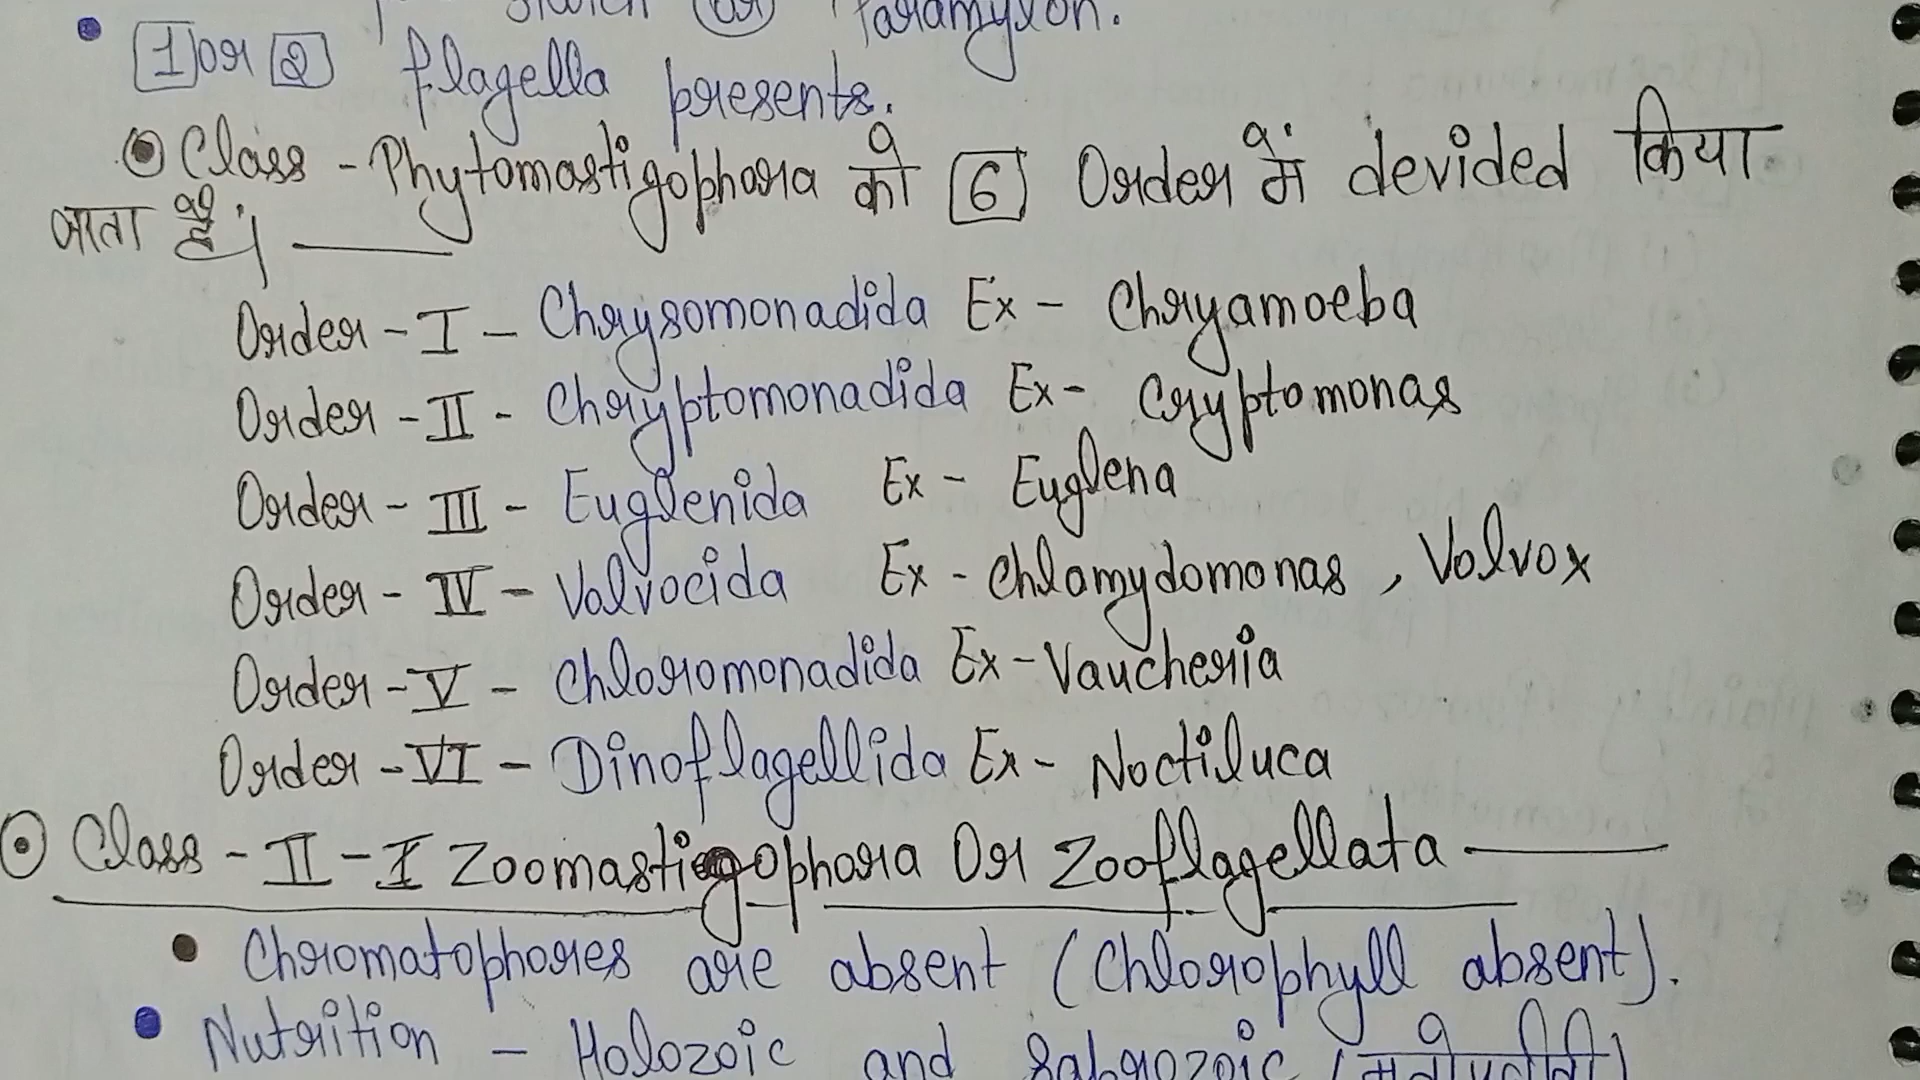 Paramylon.
1 or 2 flagella presents.
Class - Phytomastigophora को 6 Order में devided किया
जाता है।
Order - I - Chrysomonadida Ex - Chryamoeba
Order - II - Chryptomonadida Ex - Cryptomonas
Order - III - Euglenida Ex - Euglena
Order - IV - Volvocida Ex - Chlamydomonas , Volvox
Order - V - Chloromonadida Ex - Vaucheria
Order - VI - Dinoflagellida Ex - Noctiluca
Class - II - I Zoomastigophora Or Zooflagellata
Chromatophores are absent (Chlorophyll absent).
Nutrition - Holozoic and